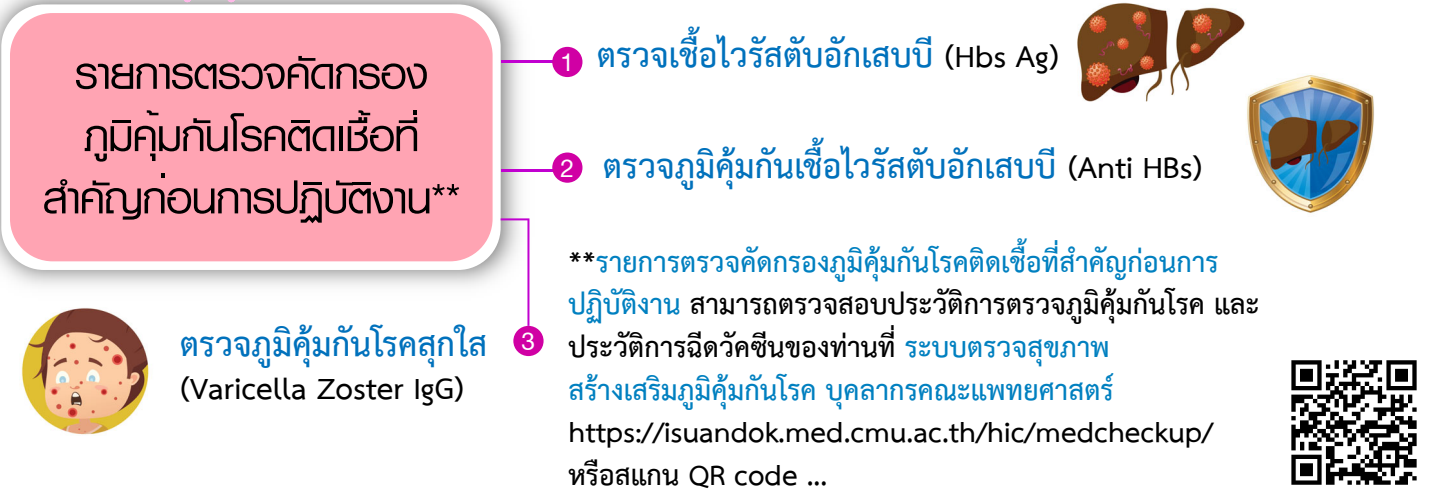 รายการตรวจคัดกรอง
ภูมิคุ้มกันโรคติดเชื้อที่
สำคัญก่อนการปฏิบัติงาน**
1 ตรวจเชื้อไวรัสตับอักเสบบี (Hbs Ag)
2 ตรวจภูมิคุ้มกันเชื้อไวรัสตับอักเสบบี (Anti HBs)
3 ตรวจภูมิคุ้มกันโรคสุกใส
(Varicella Zoster IgG)
**รายการตรวจคัดกรองภูมิคุ้มกันโรคติดเชื้อที่สำคัญก่อนการ
ปฏิบัติงาน สามารถตรวจสอบประวัติการตรวจภูมิคุ้มกันโรค และ
ประวัติการฉีดวัคซีนของท่านที่ ระบบตรวจสุขภาพ
สร้างเสริมภูมิคุ้มกันโรค บุคลากรคณะแพทยศาสตร์
https://isuandok.med.cmu.ac.th/hic/medcheckup/
หรือสแกน QR code ...